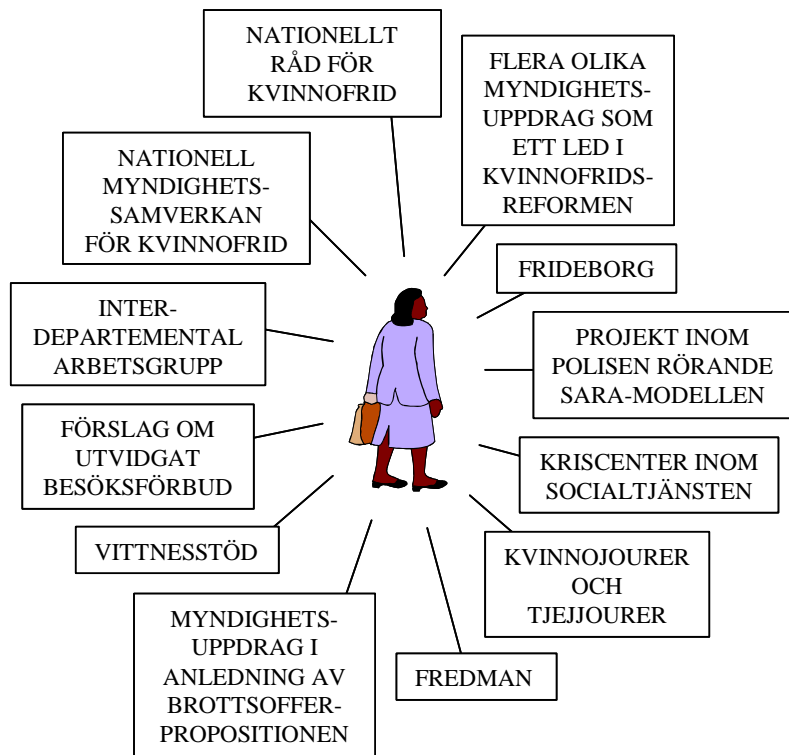 NATIONELLT
RÅD FÖR
KVINNOFRID
FLERA OLIKA
MYNDIGHETS-
UPPDRAG SOM
ETT LED I
KVINNOFRIDS-
REFORMEN
NATIONELL
MYNDIGHETS-
SAMVERKAN
FÖR KVINNOFRID
FRIDEBORG
INTER-
DEPARTEMENTAL
ARBETSGRUPP
PROJEKT INOM
POLISEN RÖRANDE
SARA-MODELLEN
FÖRSLAG OM
UTVIDGAT
BESÖKSFÖRBUD
KRISCENTER INOM
SOCIALTJÄNSTEN
VITTNESSTÖD
KVINNOJOURER
OCH
TJEJJOURER
MYNDIGHETS-
UPPDRAG I
ANLEDNING AV
BROTTSOFFER-
PROPOSITIONEN
FREDMAN